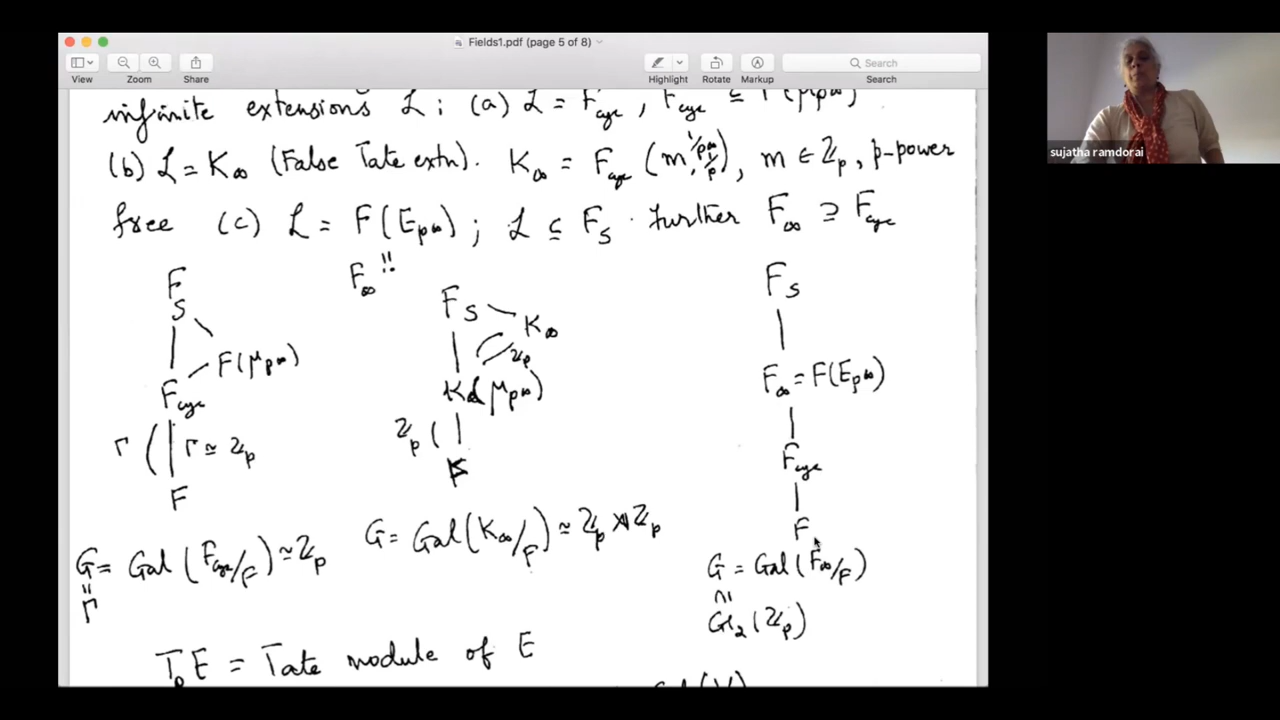 Fields1.pdf (page 5 of 8)
View Zoom Share Highlight Rotate Markup Search
Search
sujatha ramdorai
infinite extensions ℒ; (a) ℒ = F_cyc, F_cyc ⊆ F(μ_p∞)
(b) ℒ = K_∞ (False Tate extn). K_∞ = F_cyc (m^1/p∞), m ∈ ℤ_p, p-power
free (c) ℒ = F(E_p∞); ℒ ⊆ F_S. Further F_∞ ⊇ F_cyc
F_∞ "
F_S
F(μ_p∞)
F_cyc
Γ ( Γ ≃ ℤ_p
F
G = Gal(F_cyc/F) ≃ ℤ_p
"
Γ
F_S
K_∞
ℤ_p
(μ_p∞)
ℤ_p (
G = Gal(K_∞/F) ≃ ℤ_p ⋊ ℤ_p
F_S
F_∞ = F(E_p∞)
F_cyc
F
G = Gal(F_∞/F)
⊆
GL_2(ℤ_p)
T_pE = Tate module of E